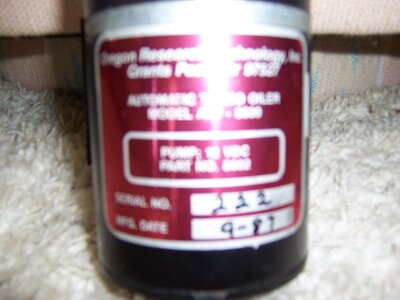 Oregon Research Technology, Inc.
Grants Pass, OR 97527
AUTOMATIC TURBO OILER
MODEL
PUMP: 12 VDC
PART NO.
SERIAL NO. 222
MFG. DATE 9-87